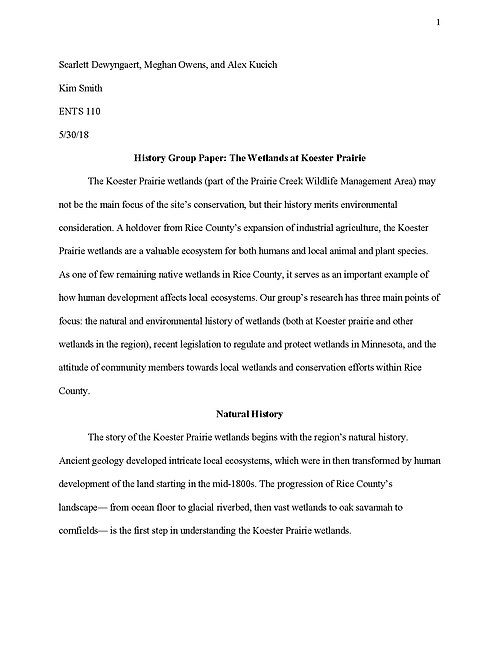 1
Scarlett Dewyngaert, Meghan Owens, and Alex Kucich
Kim Smith
ENTS 110
5/30/18
History Group Paper: The Wetlands at Koester Prairie
The Koester Prairie wetlands (part of the Prairie Creek Wildlife Management Area) may
not be the main focus of the site's conservation, but their history merits environmental
consideration. A holdover from Rice County's expansion of industrial agriculture, the Koester
Prairie wetlands are a valuable ecosystem for both humans and local animal and plant species.
As one of few remaining native wetlands in Rice County, it serves as an important example of
how human development affects local ecosystems. Our group's research has three main points of
focus: the natural and environmental history of wetlands (both at Koester prairie and other
wetlands in the region), recent legislation to regulate and protect wetlands in Minnesota, and the
attitude of community members towards local wetlands and conservation efforts within Rice
County.
Natural History
The story of the Koester Prairie wetlands begins with the region's natural history.
Ancient geology developed intricate local ecosystems, which were in then transformed by human
development of the land starting in the mid-1800s. The progression of Rice County's
landscape— from ocean floor to glacial riverbed, then vast wetlands to oak savannah to
cornfields— is the first step in understanding the Koester Prairie wetlands.